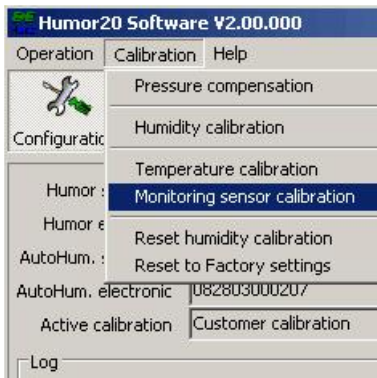 Humor20 Software V2.00.000
Operation Calibration Help
Pressure compensation
Humidity calibration
Temperature calibration
Monitoring sensor calibration
Reset humidity calibration
Reset to Factory settings
Humor
Humor
AutoHum.
AutoHum. electronic 082803000207
Active calibration Customer calibration
Log